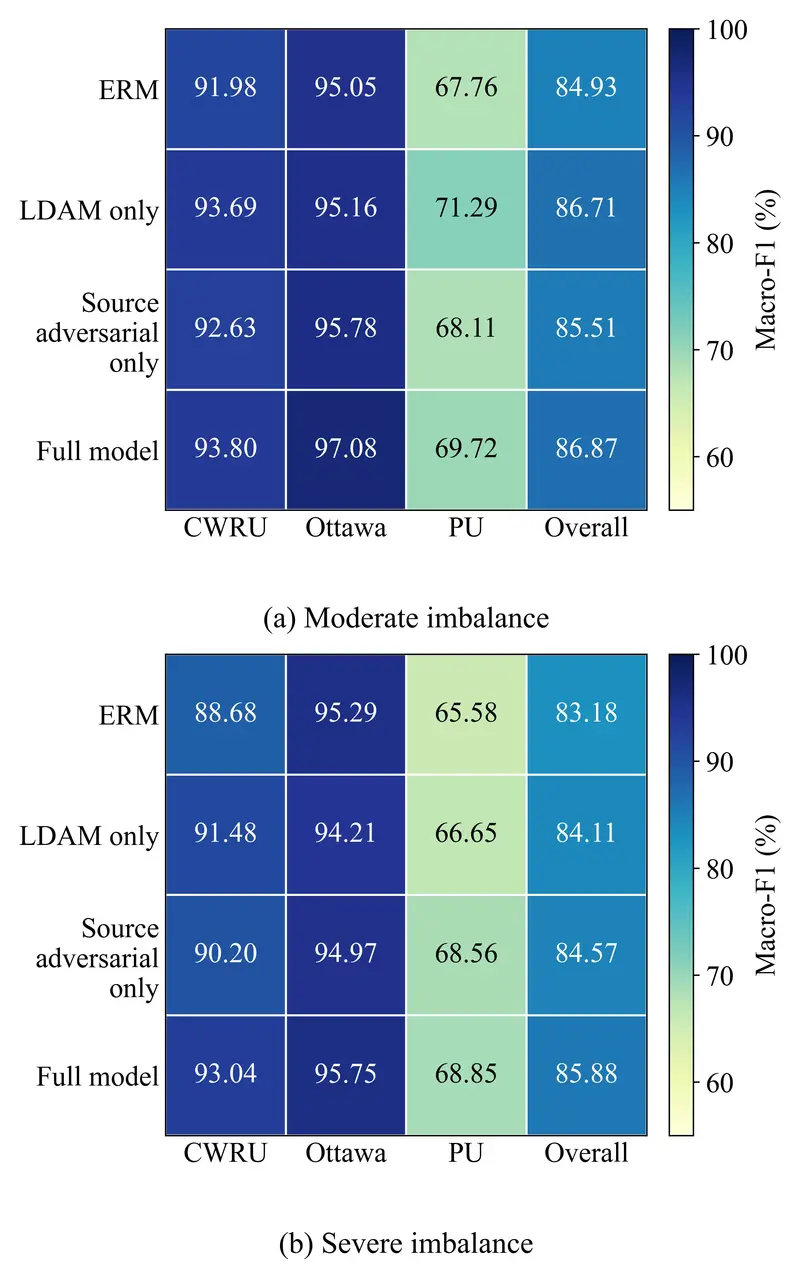 ERM 91.98 95.05 67.76 84.93
LDAM only 93.69 95.16 71.29 86.71
Source
adversarial
only
92.63 95.78 68.11 85.51
Full model 93.80 97.08 69.72 86.87
CWRU Ottawa PU Overall
100
90
80
70
60
Macro-F1 (%)
(a) Moderate imbalance
ERM 88.68 95.29 65.58 83.18
LDAM only 91.48 94.21 66.65 84.11
Source
adversarial
only
90.20 94.97 68.56 84.57
Full model 93.04 95.75 68.85 85.88
CWRU Ottawa PU Overall
100
90
80
70
60
Macro-F1 (%)
(b) Severe imbalance